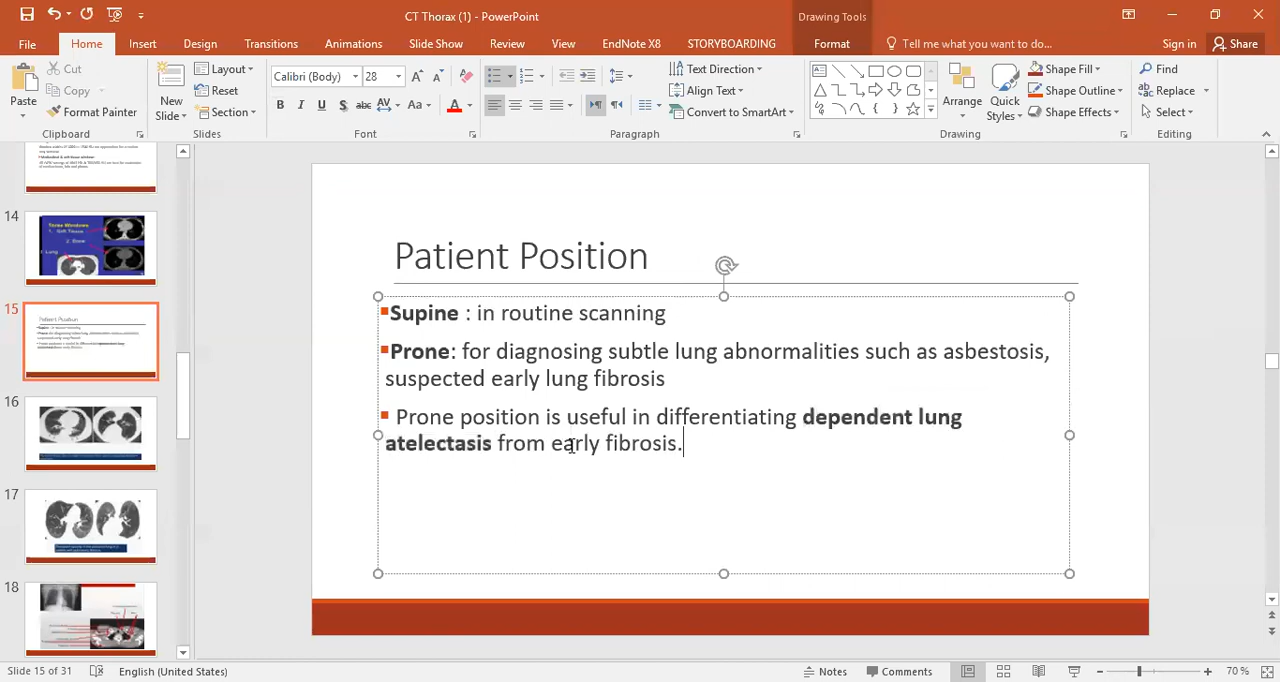 CT Thorax (1) - PowerPoint
Drawing Tools
File Home Insert Design Transitions Animations Slide Show Review View EndNote X8 STORYBOARDING Format Tell me what you want to do... Sign in Share
Paste
Cut
Copy
Format Painter
Clipboard
New Slide
Layout
Reset
Section
Slides
Calibri (Body) 28
B I U S abc AV Aa A
Font
Text Direction
Align Text
Convert to SmartArt
Paragraph
Arrange
Quick Styles
Shape Fill
Shape Outline
Shape Effects
Drawing
Find
Replace
Select
Editing
14
15
Patient Position
16
17
18
Patient Position
▪Supine : in routine scanning
▪Prone: for diagnosing subtle lung abnormalities such as asbestosis,
suspected early lung fibrosis
▪ Prone position is useful in differentiating dependent lung
atelectasis from early fibrosis.
Slide 15 of 31 English (United States) Notes Comments 70 %